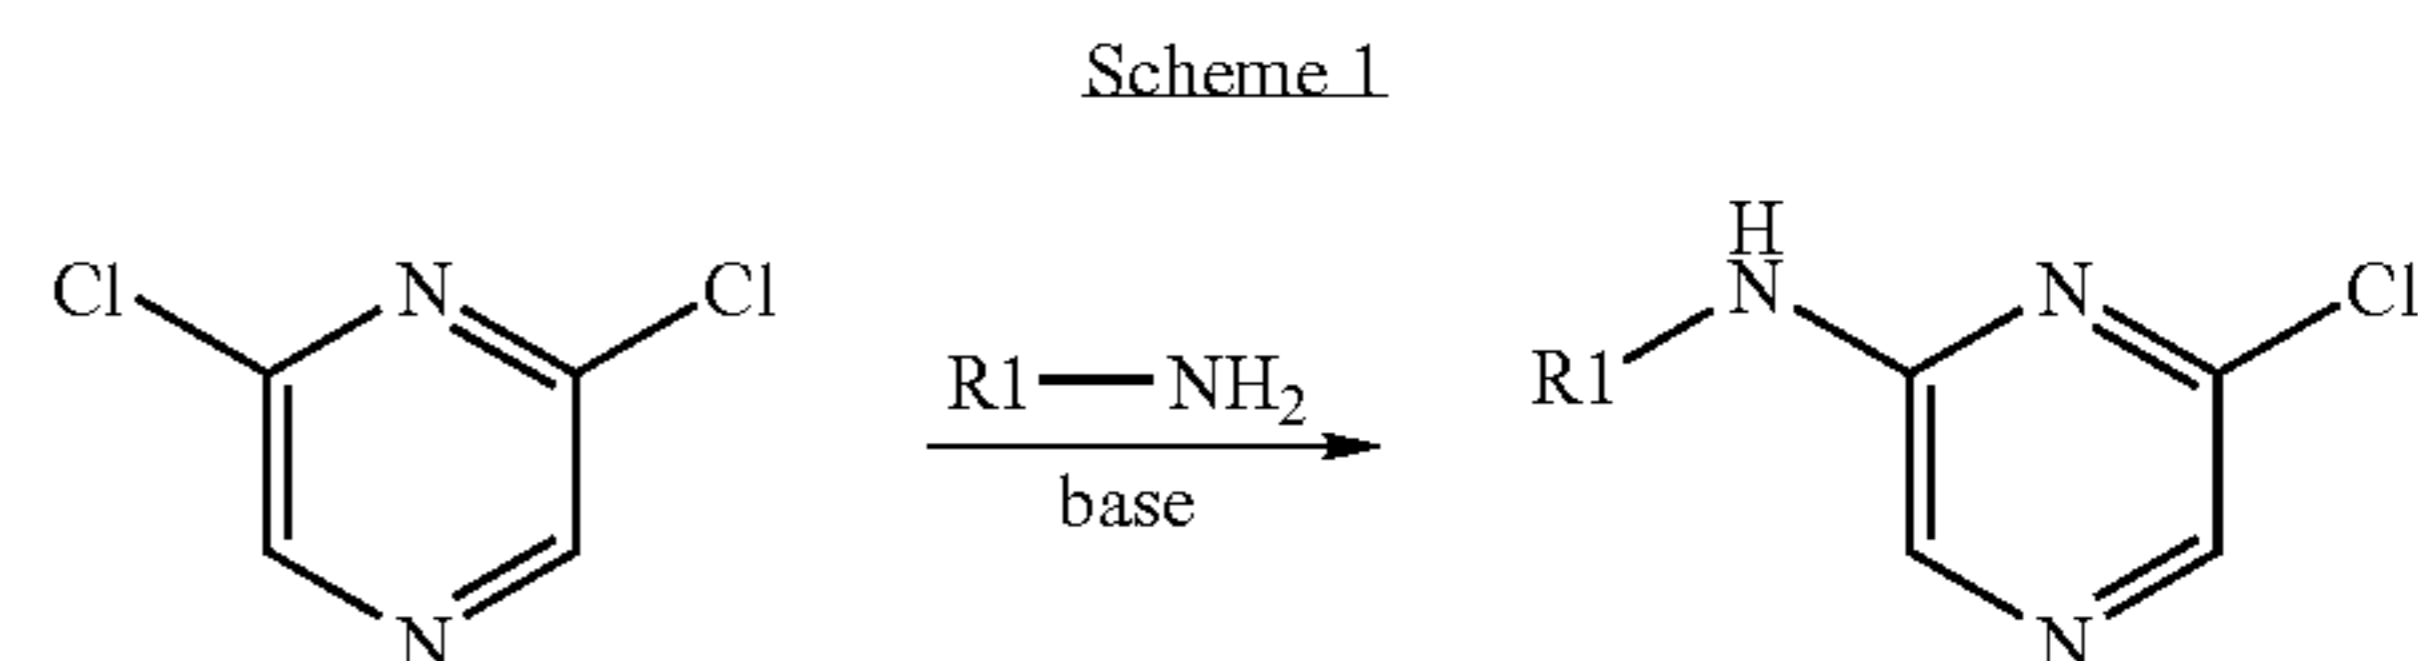 Scheme 1
H
Cl N Cl N N Cl
R1—NH2 R1
base
N N